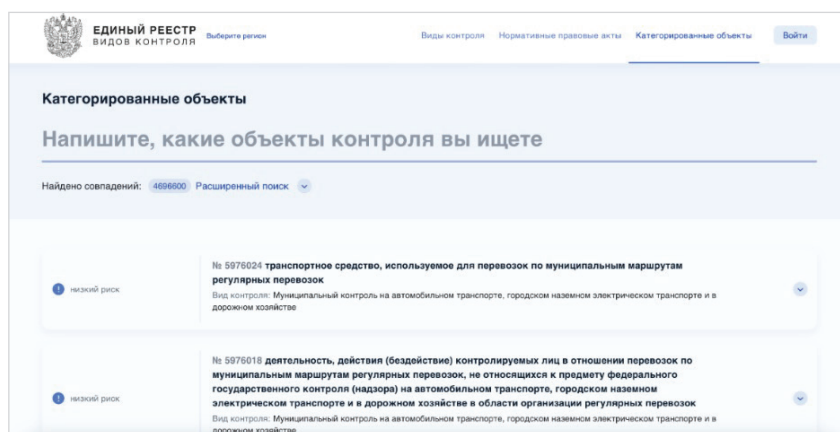 ЕДИНЫЙ РЕЕСТР
ВИДОВ КОНТРОЛЯ
Выберите регион
Виды контроля Нормативные правовые акты Категорированные объекты Войти
Категорированные объекты
Напишите, какие объекты контроля вы ищете
Найдено совпадений: 4696600 Расширенный поиск
низкий риск
№ 5976024 транспортное средство, используемое для перевозок по муниципальным маршрутам
регулярных перевозок
Вид контроля: Муниципальный контроль на автомобильном транспорте, городском наземном электрическом транспорте и в
дорожном хозяйстве
низкий риск
№ 5976018 деятельность, действия (бездействие) контролируемых лиц в отношении перевозок по
муниципальным маршрутам регулярных перевозок, не относящихся к предмету федерального
государственного контроля (надзора) на автомобильном транспорте, городском наземном
электрическом транспорте и в дорожном хозяйстве в области организации регулярных перевозок
Вид контроля: Муниципальный контроль на автомобильном транспорте, городском наземном электрическом транспорте и в
дорожном хозяйстве